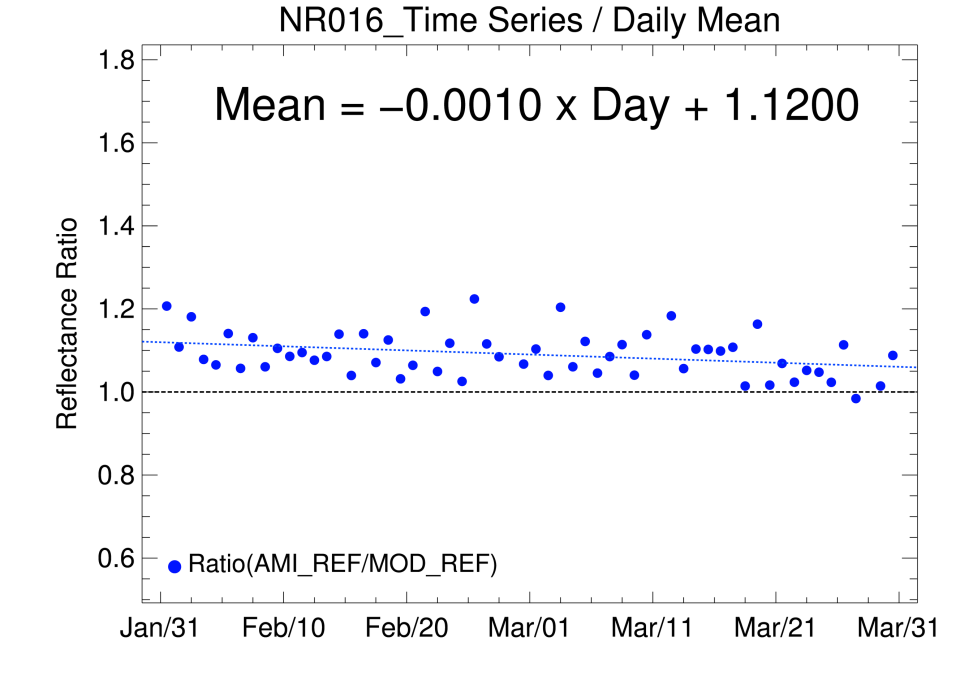 NR016_Time Series / Daily Mean
Mean = −0.0010 x Day + 1.1200
Reflectance Ratio
1.8
1.6
1.4
1.2
1.0
0.8
0.6
Ratio(AMI_REF/MOD_REF)
Jan/31 Feb/10 Feb/20 Mar/01 Mar/11 Mar/21 Mar/31